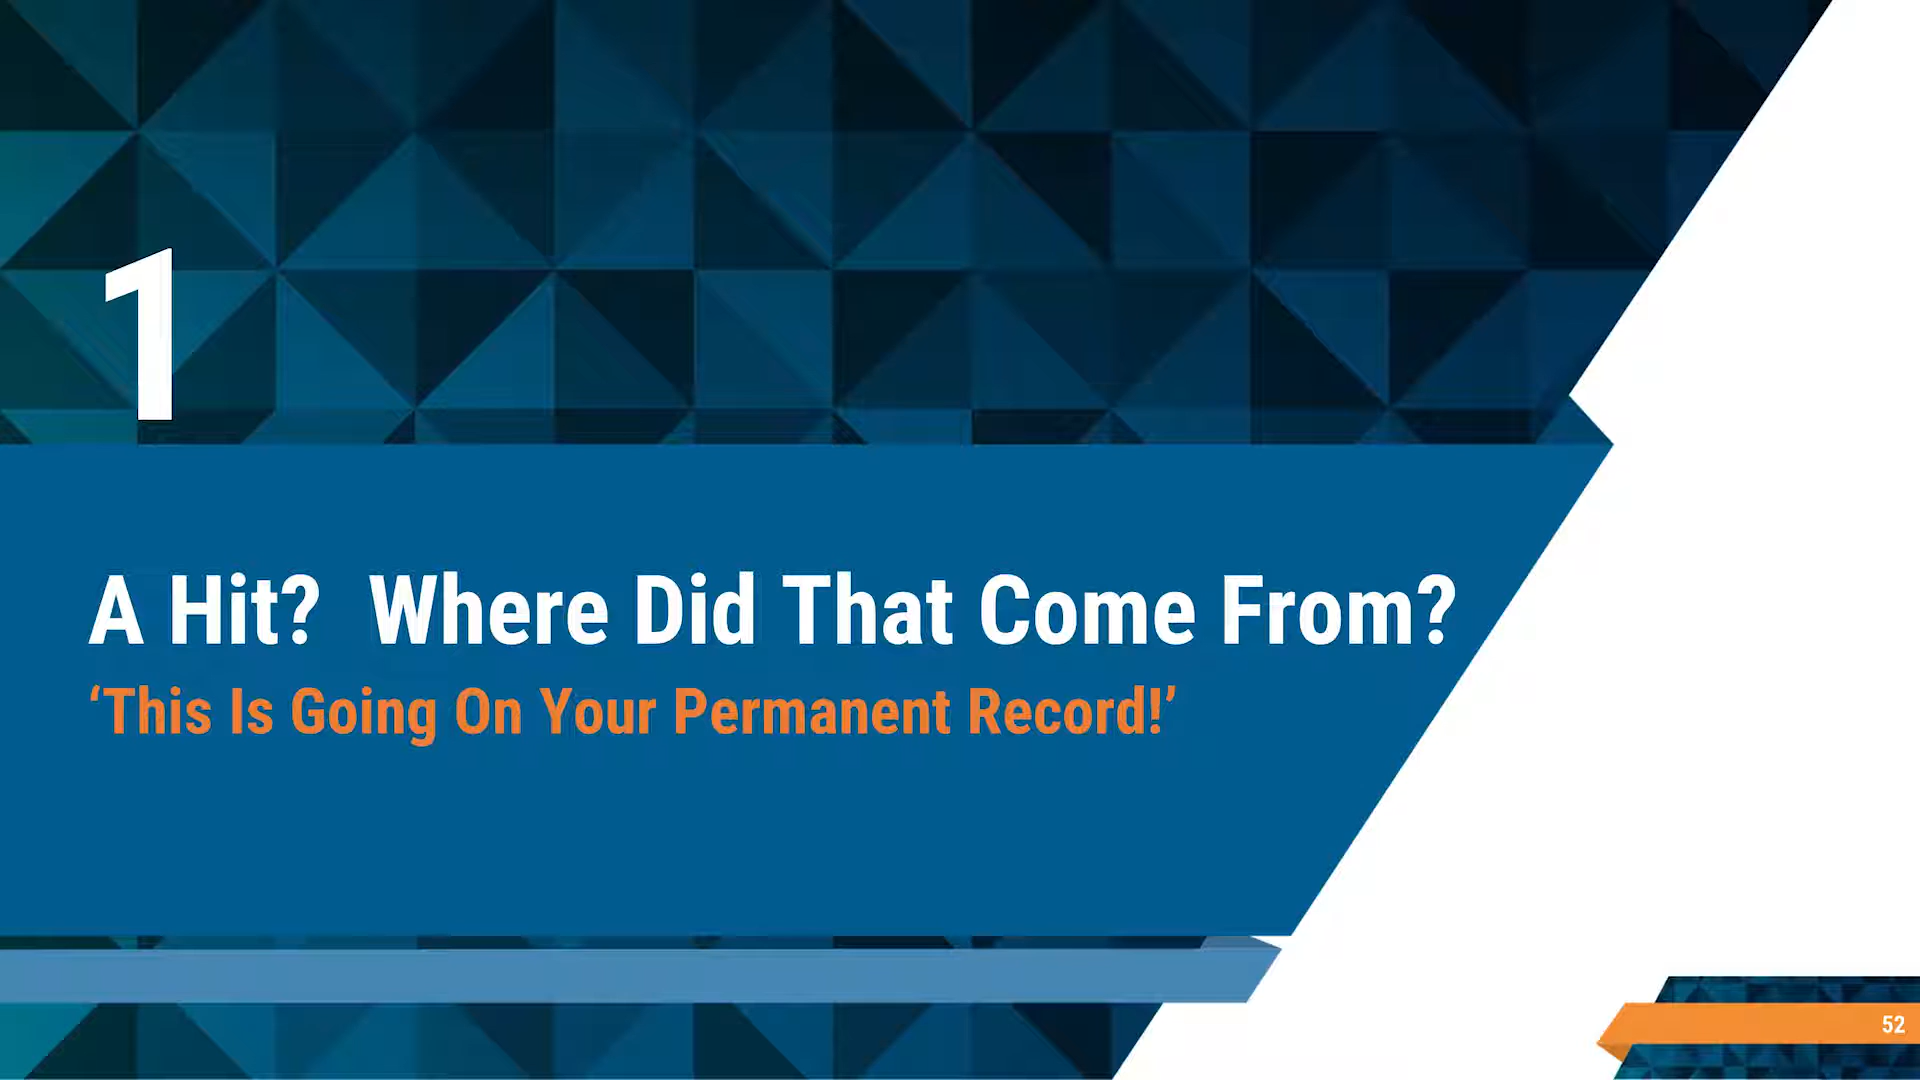 1
A Hit?  Where Did That Come From?
‘This Is Going On Your Permanent Record!’
52